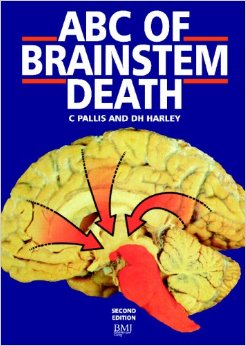 ABC OF
BRAINSTEM
DEATH
C PALLIS AND DH HARLEY
SECOND
EDITION
BMJ